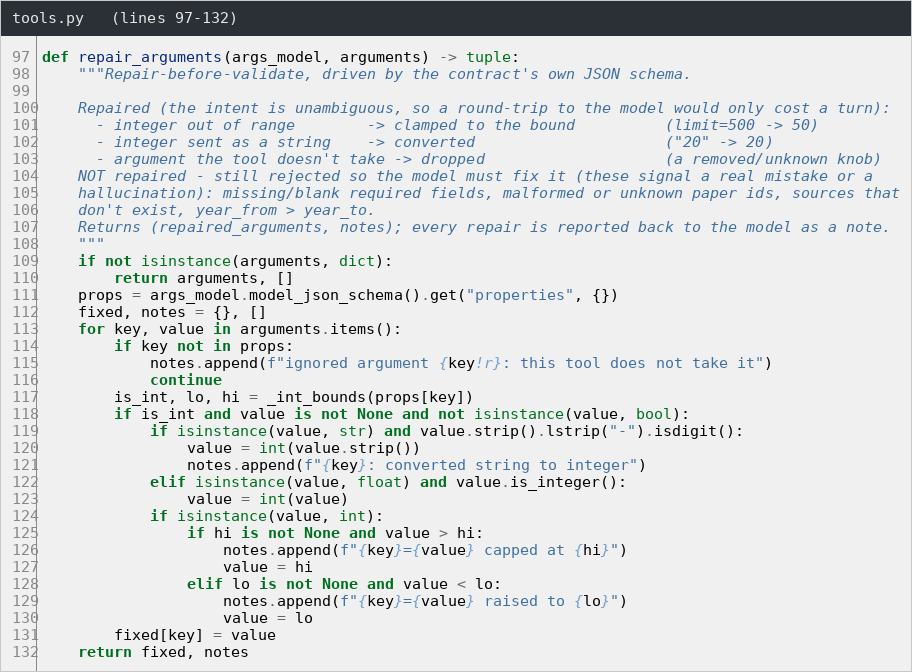 tools.py   (lines 97-132)
97 def repair_arguments(args_model, arguments) -> tuple:
98     """Repair-before-validate, driven by the contract's own JSON schema.
99
100     Repaired (the intent is unambiguous, so a round-trip to the model would only cost a turn):
101       - integer out of range        -> clamped to the bound          (limit=500 -> 50)
102       - integer sent as a string    -> converted                     ("20" -> 20)
103       - argument the tool doesn't take -> dropped                    (a removed/unknown knob)
104     NOT repaired - still rejected so the model must fix it (these signal a real mistake or a
105     hallucination): missing/blank required fields, malformed or unknown paper ids, sources that
106     don't exist, year_from > year_to.
107     Returns (repaired_arguments, notes); every repair is reported back to the model as a note.
108     """
109     if not isinstance(arguments, dict):
110         return arguments, []
111     props = args_model.model_json_schema().get("properties", {})
112     fixed, notes = {}, []
113     for key, value in arguments.items():
114         if key not in props:
115             notes.append(f"ignored argument {key!r}: this tool does not take it")
116             continue
117         is_int, lo, hi = _int_bounds(props[key])
118         if is_int and value is not None and not isinstance(value, bool):
119             if isinstance(value, str) and value.strip().lstrip("-").isdigit():
120                 value = int(value.strip())
121                 notes.append(f"{key}: converted string to integer")
122             elif isinstance(value, float) and value.is_integer():
123                 value = int(value)
124             if isinstance(value, int):
125                 if hi is not None and value > hi:
126                     notes.append(f"{key}={value} capped at {hi}")
127                     value = hi
128                 elif lo is not None and value < lo:
129                     notes.append(f"{key}={value} raised to {lo}")
130                     value = lo
131         fixed[key] = value
132     return fixed, notes